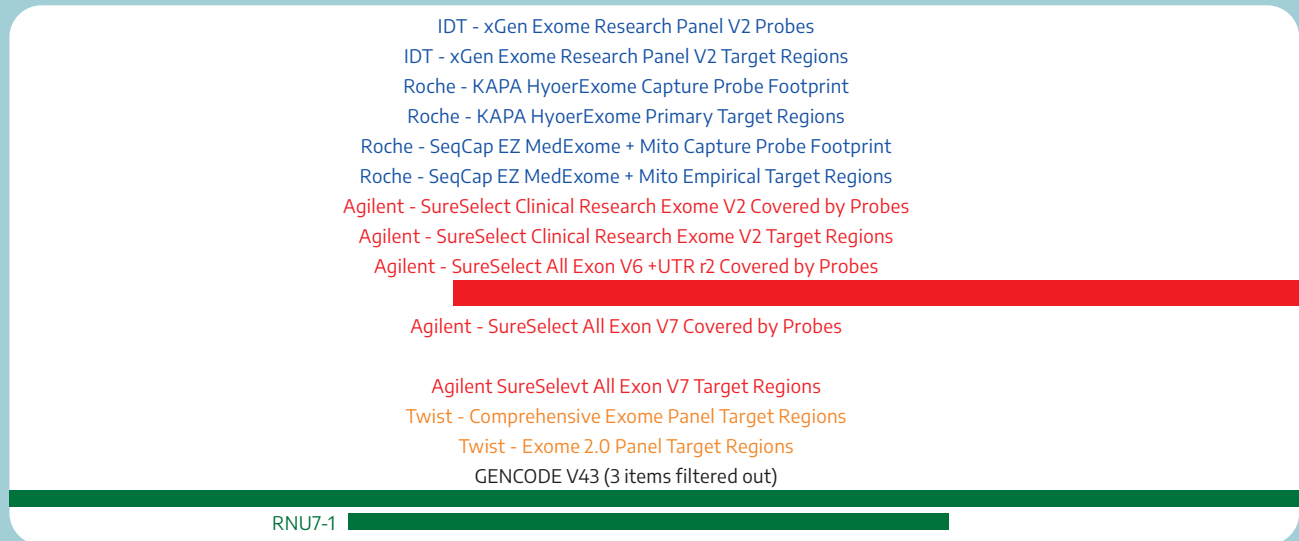 IDT - xGen Exome Research Panel V2 Probes
IDT - xGen Exome Research Panel V2 Target Regions
Roche - KAPA HyoerExome Capture Probe Footprint
Roche - KAPA HyoerExome Primary Target Regions
Roche - SeqCap EZ MedExome + Mito Capture Probe Footprint
Roche - SeqCap EZ MedExome + Mito Empirical Target Regions
Agilent - SureSelect Clinical Research Exome V2 Covered by Probes
Agilent - SureSelect Clinical Research Exome V2 Target Regions
Agilent - SureSelect All Exon V6 +UTR r2 Covered by Probes
Agilent - SureSelect All Exon V7 Covered by Probes
Agilent SureSelevt All Exon V7 Target Regions
Twist - Comprehensive Exome Panel Target Regions
Twist - Exome 2.0 Panel Target Regions
GENCODE V43 (3 items filtered out)
RNU7-1